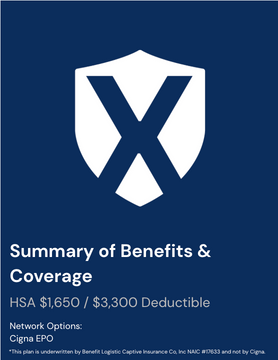 Summary of Benefits &
Coverage
HSA $1,650 / $3,300 Deductible
Network Options:
Cigna EPO
*This plan is underwritten by Benefit Logistic Captive Insurance Co, Inc NAIC #17633 and not by Cigna.